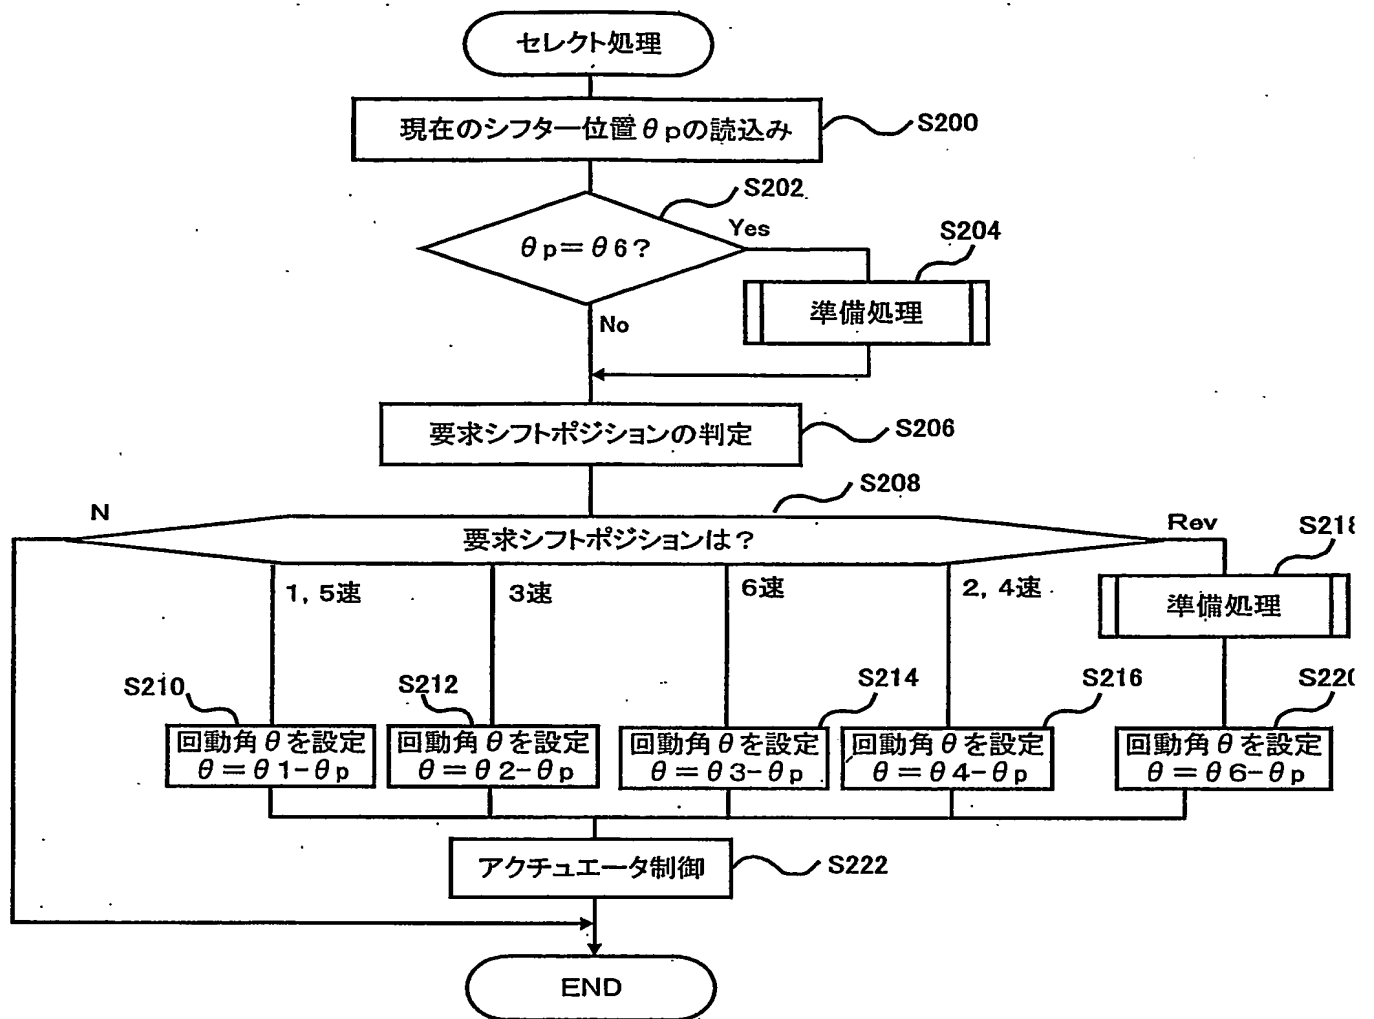 セレクト処理
現在のシフター位置θpの読込み
S200
S202
θp＝θ6？
Yes
No
S204
準備処理
要求シフトポジションの判定
S206
S208
N
要求シフトポジションは？
Rev
S218
1，5速
3速
6速
2，4速
準備処理
S210
S212
S214
S216
S220
回動角θを設定
θ＝θ1-θp
回動角θを設定
θ＝θ2-θp
回動角θを設定
θ＝θ3-θp
回動角θを設定
θ＝θ4-θp
回動角θを設定
θ＝θ6-θp
アクチュエータ制御
S222
END